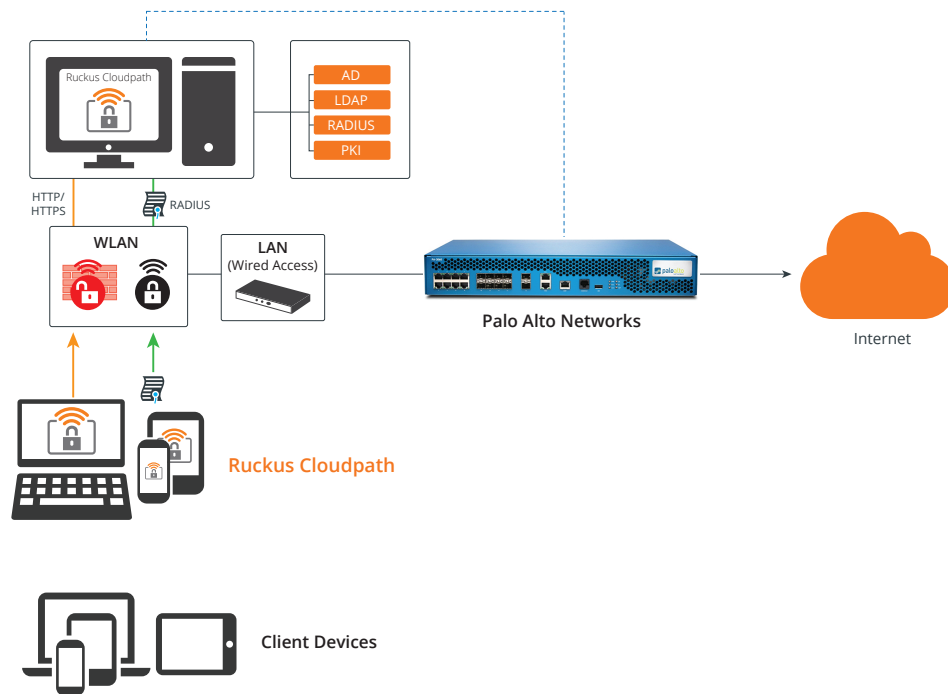 Ruckus Cloudpath
AD
LDAP
RADIUS
PKI
HTTP/
HTTPS
RADIUS
WLAN
LAN
(Wired Access)
paloalto
Palo Alto Networks
Internet
Ruckus Cloudpath
Client Devices